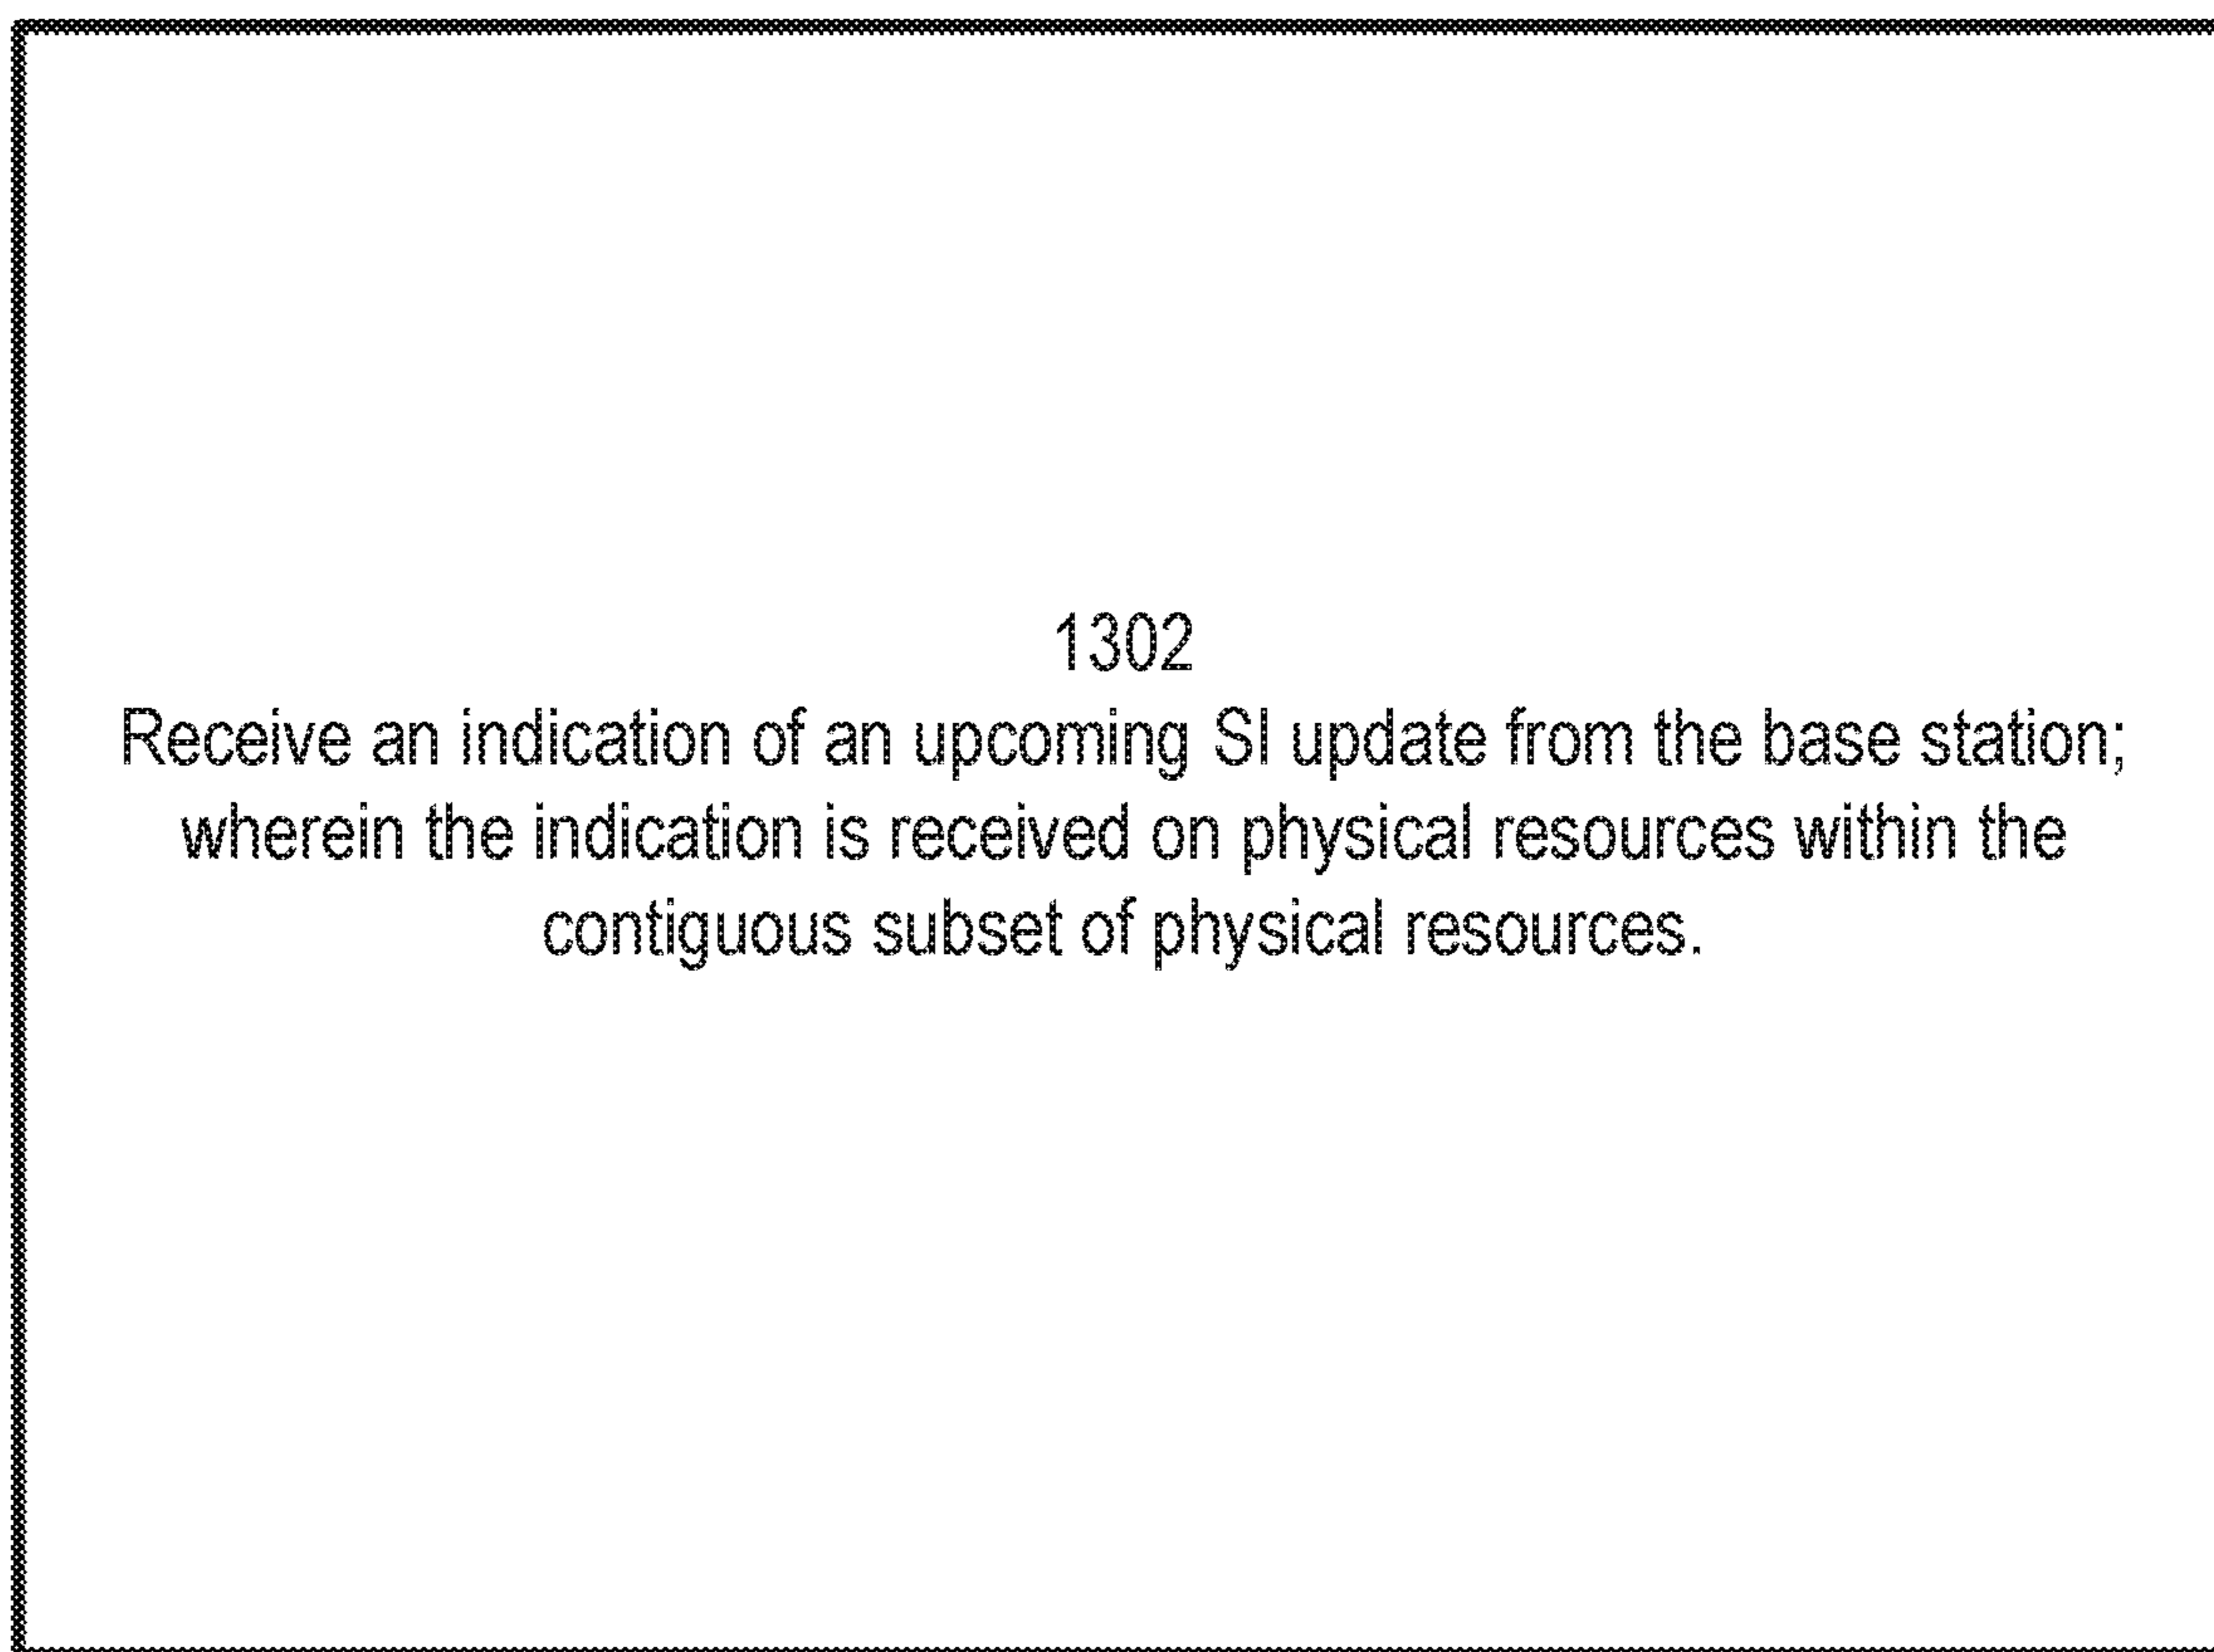 1302
Receive an indication of an upcoming SI update from the base station;
wherein the indication is received on physical resources within the
contiguous subset of physical resources.